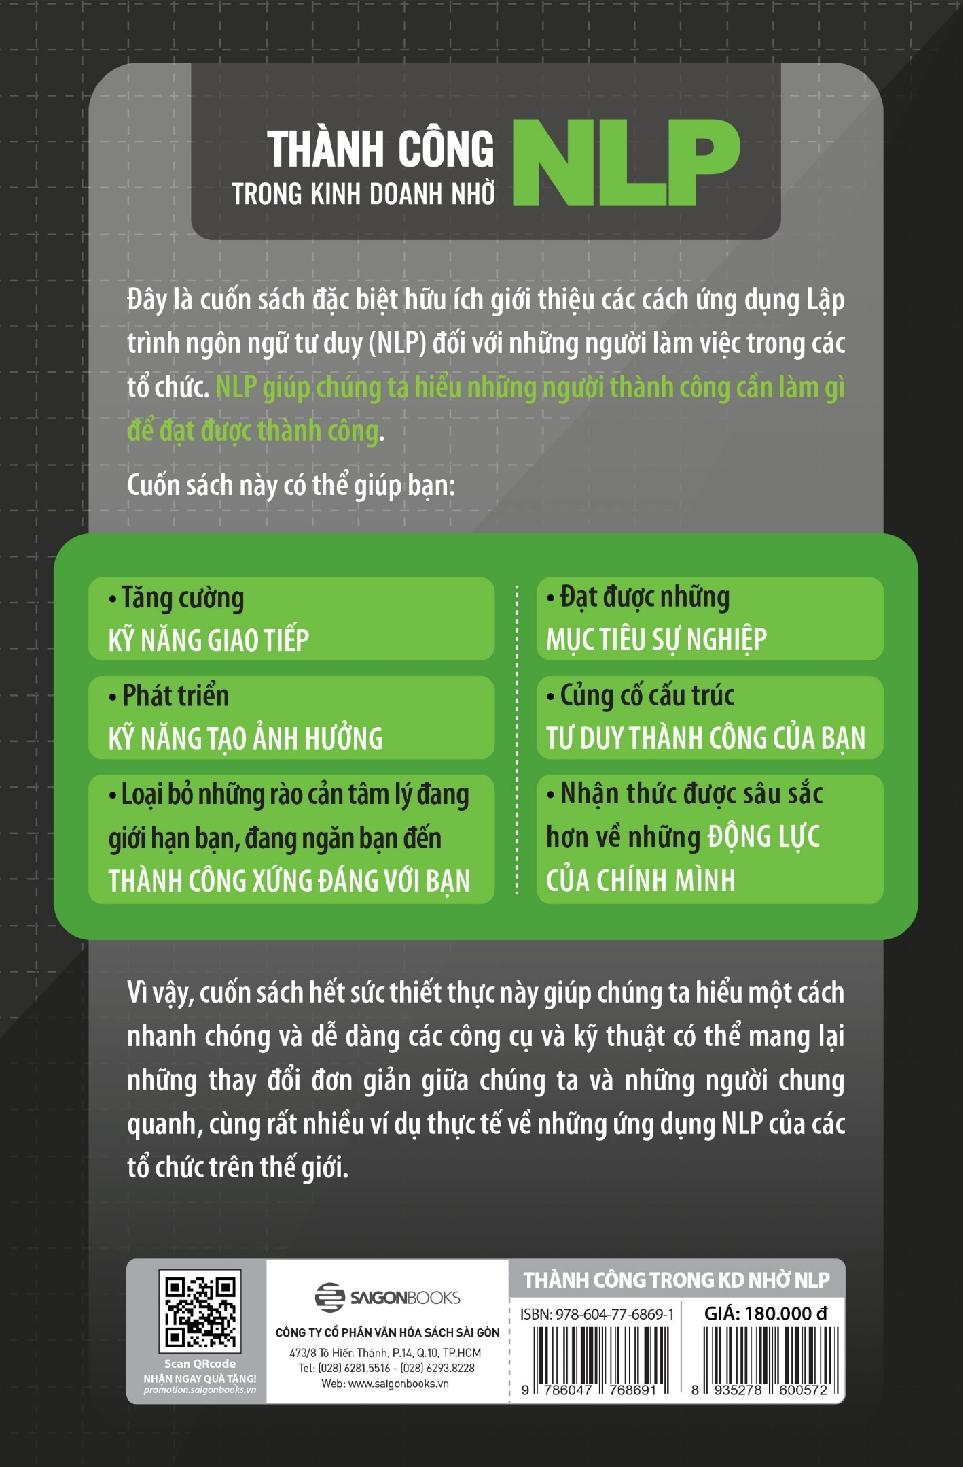 THÀNH CÔNG
TRONG KINH DOANH NHỜ
NLP
Đây là cuốn sách đặc biệt hữu ích giới thiệu các cách ứng dụng Lập
trình ngôn ngữ tư duy (NLP) đối với những người làm việc trong các
tổ chức. NLP giúp chúng ta hiểu những người thành công cần làm gì
để đạt được thành công.
Cuốn sách này có thể giúp bạn:
• Tăng cường
KỸ NĂNG GIAO TIẾP
• Phát triển
KỸ NĂNG TẠO ẢNH HƯỞNG
• Loại bỏ những rào cản tâm lý đang
giới hạn bạn, đang ngăn bạn đến
THÀNH CÔNG XỨNG ĐÁNG VỚI BẠN
• Đạt được những
MỤC TIÊU SỰ NGHIỆP
• Củng cố cấu trúc
TƯ DUY THÀNH CÔNG CỦA BẠN
• Nhận thức được sâu sắc
hơn về những ĐỘNG LỰC
CỦA CHÍNH MÌNH
Vì vậy, cuốn sách hết sức thiết thực này giúp chúng ta hiểu một cách
nhanh chóng và dễ dàng các công cụ và kỹ thuật có thể mang lại
những thay đổi đơn giản giữa chúng ta và những người chung
quanh, cùng rất nhiều ví dụ thực tế về những ứng dụng NLP của các
tổ chức trên thế giới.
Scan QRcode
NHẬN NGAY QUÀ TẶNG!
promotion.saigonbooks.vn
SAIGONBOOKS
CÔNG TY CỔ PHẦN VĂN HÓA SÁCH SÀI GÒN
473/8 Tô Hiến Thành, P.14, Q.10, TP.HCM
Tel: (028) 6281.5516 - (028) 6293.8228
Web: www.saigonbooks.vn
THÀNH CÔNG TRONG KD NHỜ NLP
ISBN: 978-604-77-6869-1
9 786047 768691
GIÁ: 180.000 đ
8 935278 600572